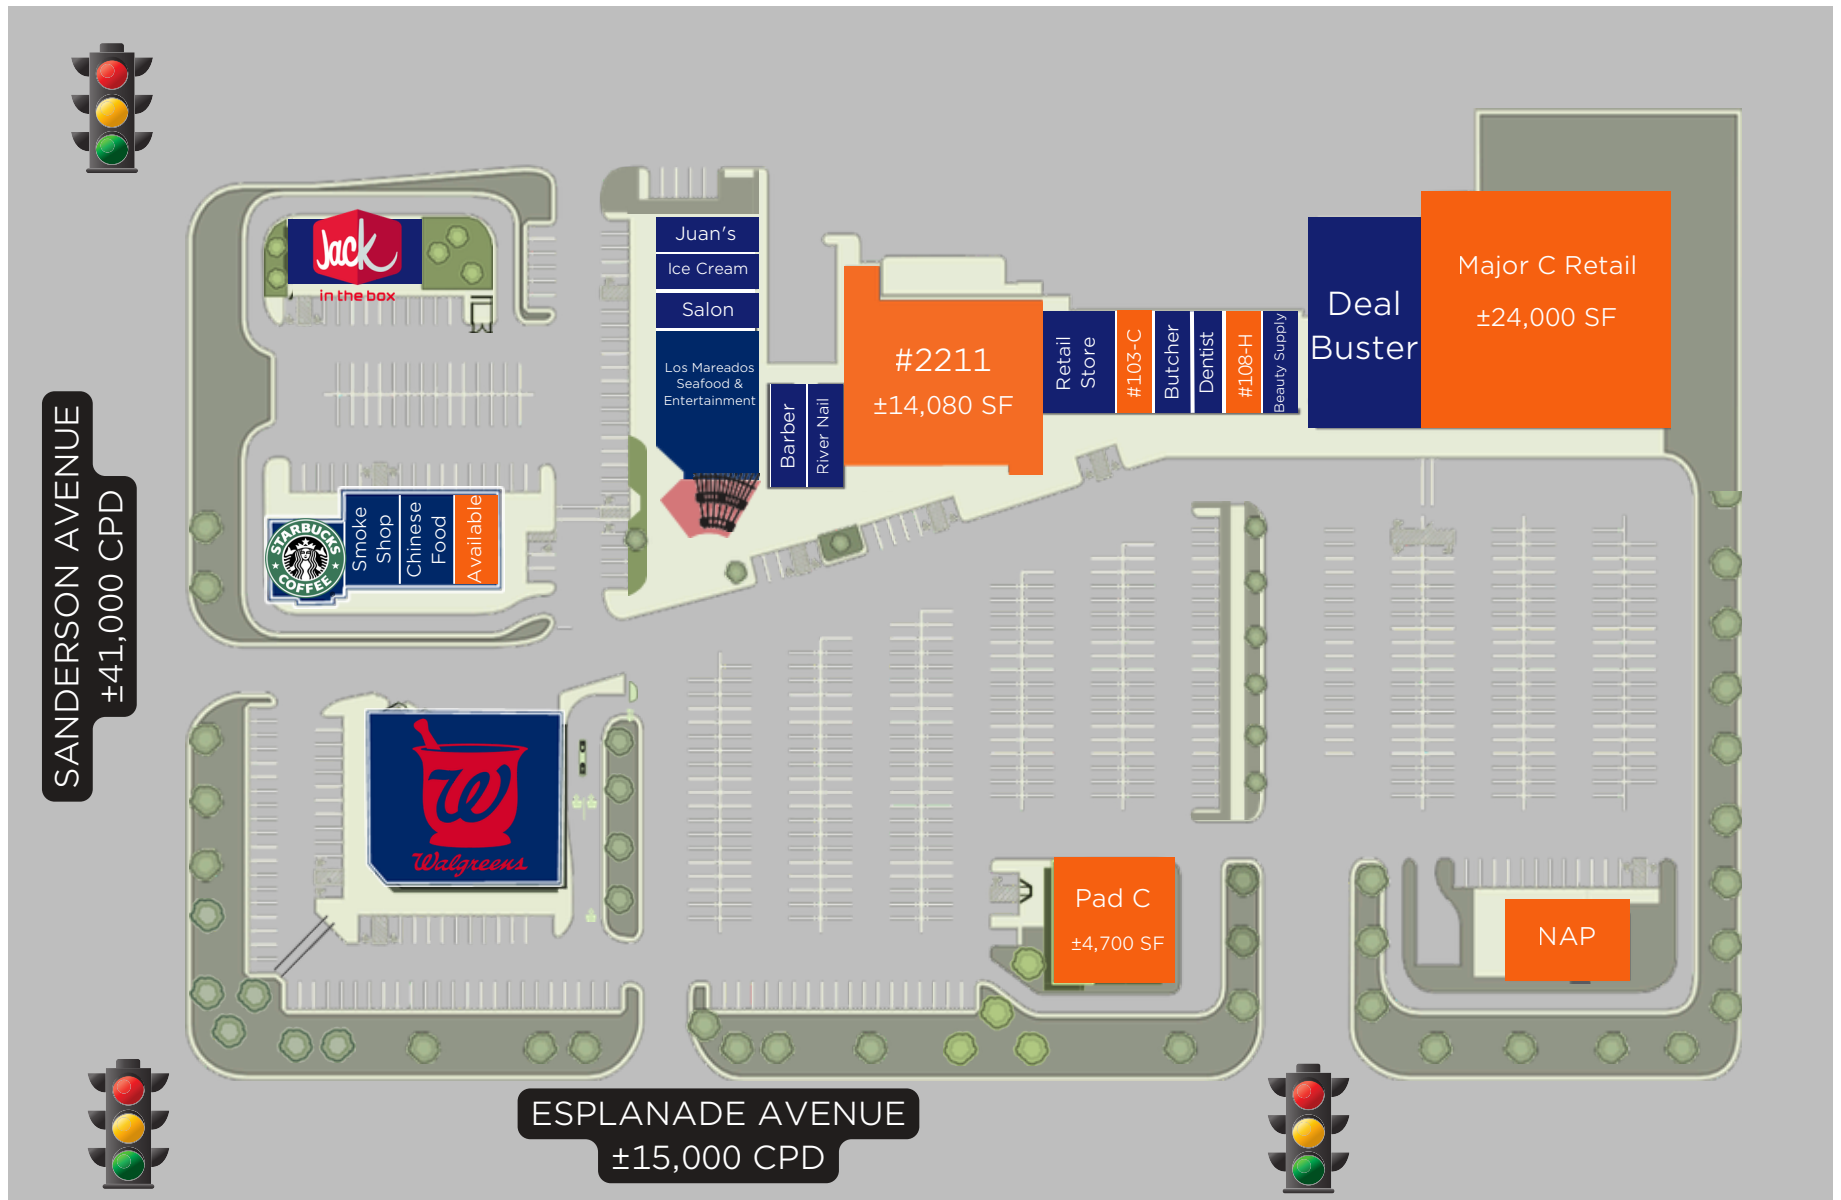 Jack
in the box
Juan's
Ice Cream
Salon
Los Mareados
Seafood &
Entertainment
Barber
River Nail
#2211
±14,080 SF
Retail
Store
#103-C
Butcher
Dentist
#108-H
Beauty Supply
Deal
Buster
Major C Retail
±24,000 SF
SANDERSON AVENUE
±41,000 CPD
STARBUCKS
COFFEE
Smoke
Shop
Chinese
Food
Available
W
Walgreens
Pad C
±4,700 SF
NAP
ESPLANADE AVENUE
±15,000 CPD